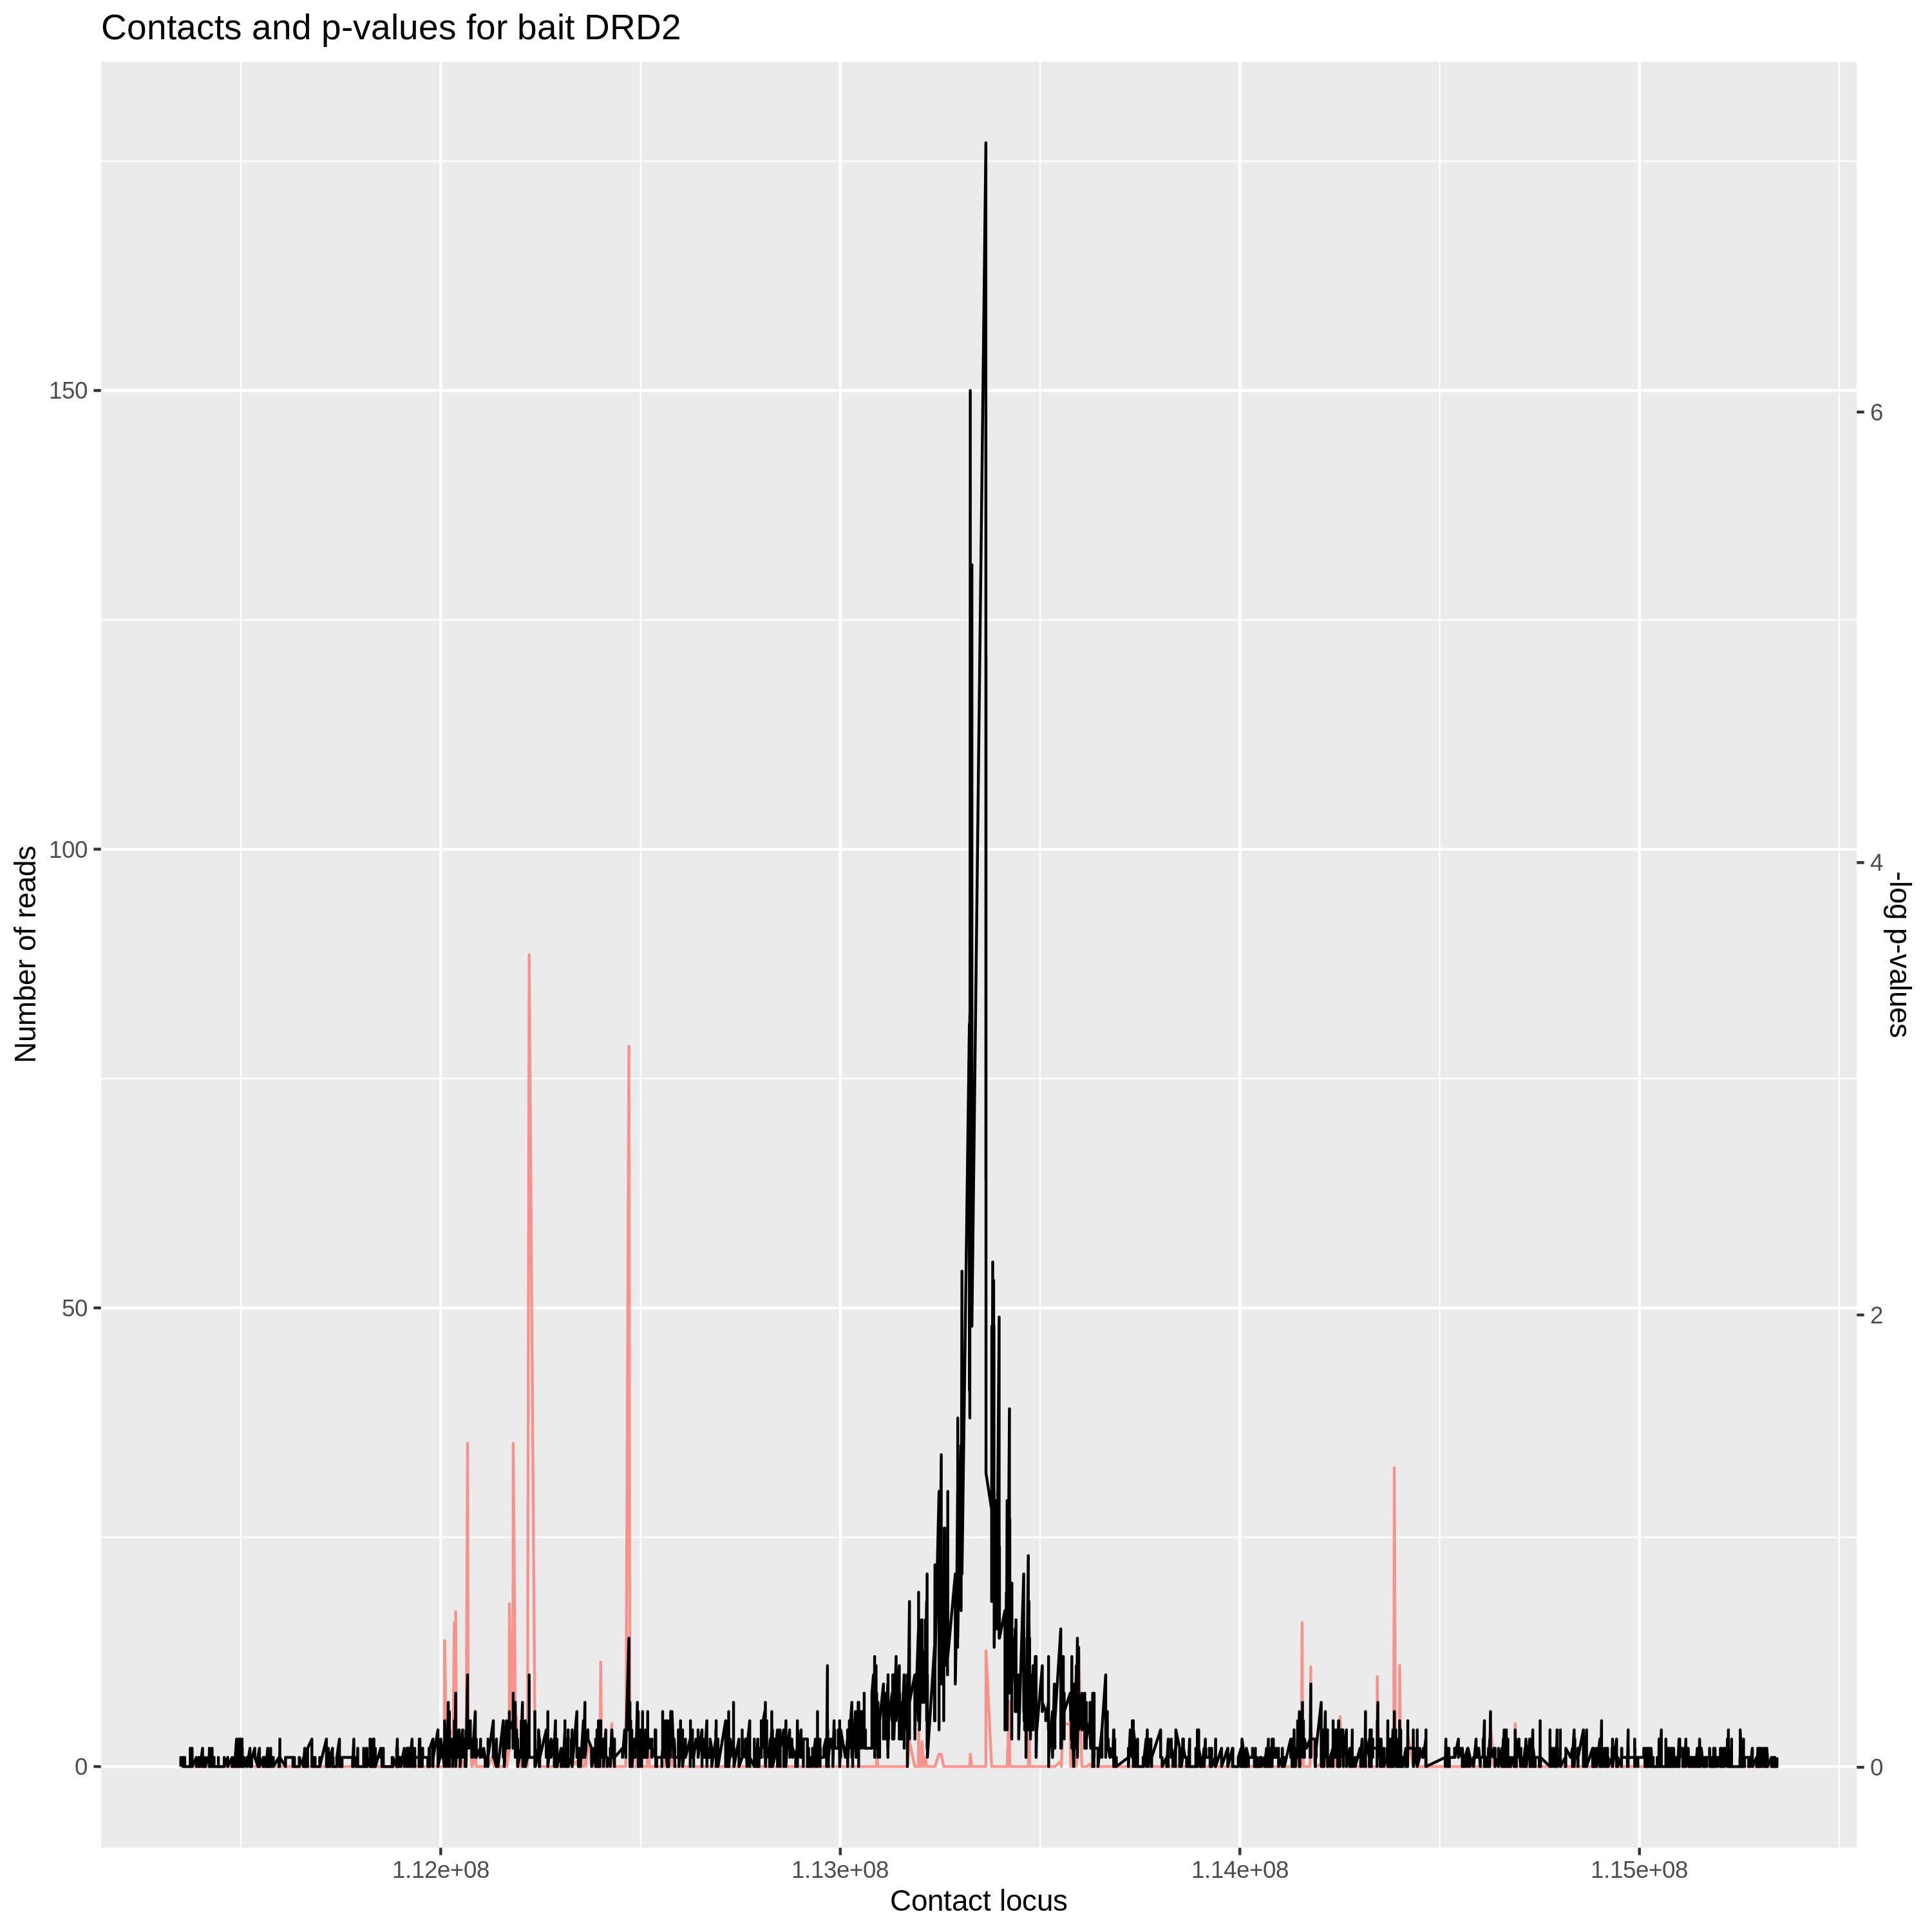 Contacts and p-values for bait DRD2
Number of reads
150
100
50
0
6
4
2
0
-log p-values
1.12e+08
1.13e+08
1.14e+08
1.15e+08
Contact locus